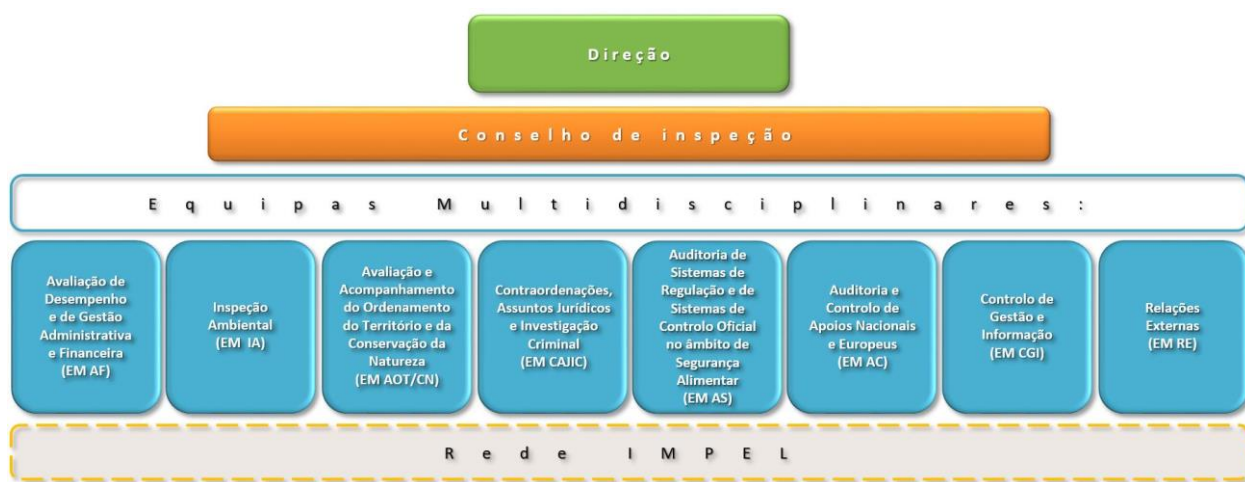 Direção
Conselho de inspeção
Equipas Multidisciplinares:
Avaliação de
Desempenho
e de Gestão
Administrativa
e Financeira
(EM AF)
Inspeção
Ambiental
(EM IA)
Avaliação e
Acompanhamento
do Ordenamento
do Território e da
Conservação da
Natureza
(EM AOT/CN)
Contraordenações,
Assuntos Jurídicos
e Investigação
Criminal
(EM CAJIC)
Auditoria de
Sistemas de
Regulação e de
Sistemas de
Controlo Oficial
no âmbito de
Segurança
Alimentar
(EM AS)
Auditoria e
Controlo de
Apoios Nacionais
e Europeus
(EM AC)
Controlo de
Gestão e
Informação
(EM CGI)
Relações
Externas
(EM RE)
Rede IMPEL